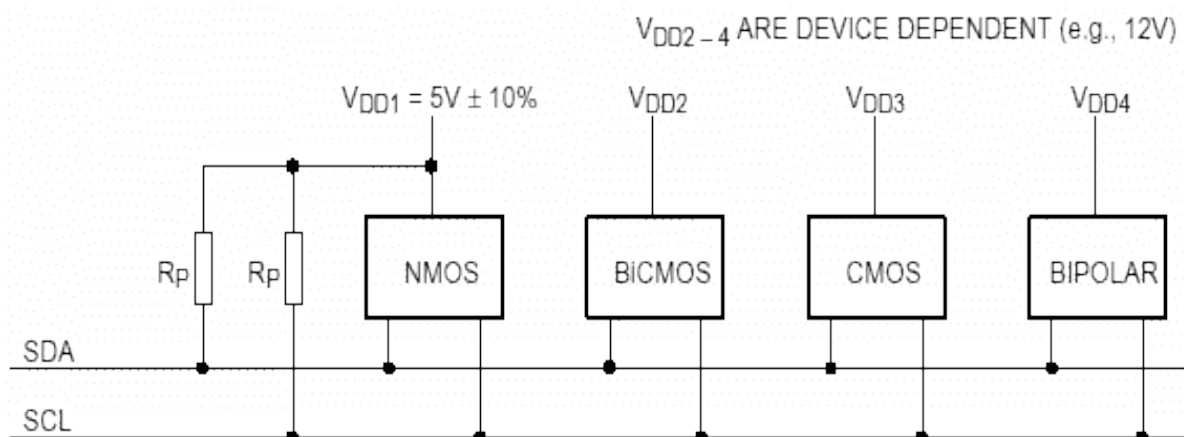 VDD2 – 4 ARE DEVICE DEPENDENT (e.g., 12V)
VDD1 = 5V ± 10%
VDD2
VDD3
VDD4
Rp
Rp
NMOS
BiCMOS
CMOS
BIPOLAR
SDA
SCL